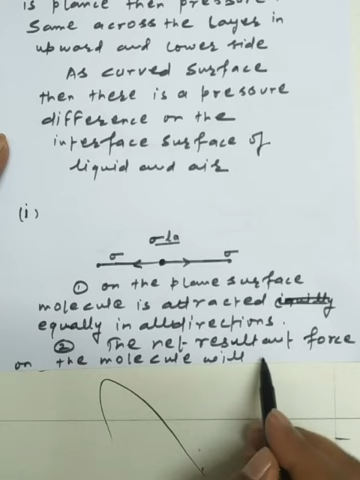 is plance then pressure
Same across the Layer in
upward and Lower side
As curved surface
then there is a pressure
difference on the
interface surface of
liquid and air
(i)
σ σ
① on the plane surface
molecule is attracted
equally in all directions.
② The net resultant force
on the molecule will